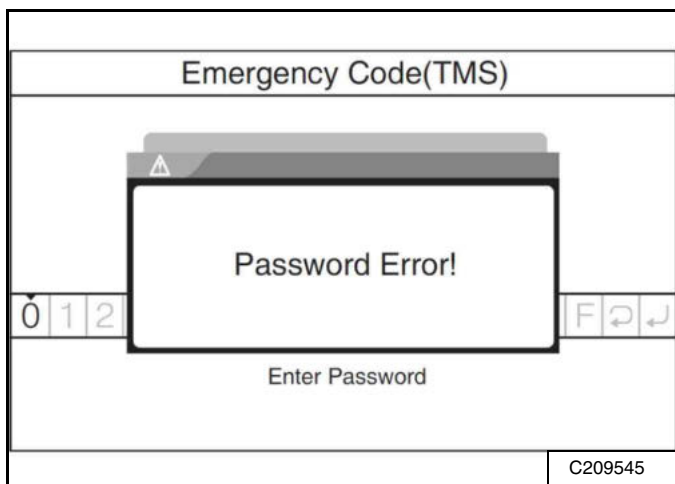 Emergency Code(TMS)
Password Error!
0 1 2 F
Enter Password
C209545